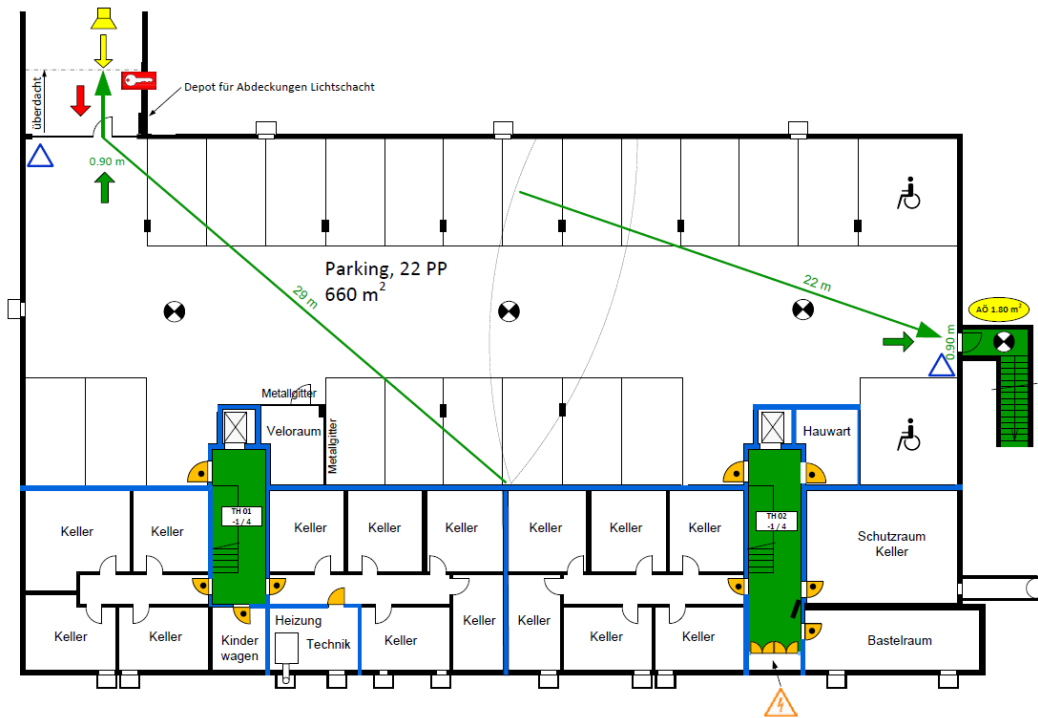 überdacht
Depot für Abdeckungen Lichtschacht
0.90 m
Parking, 22 PP
660 m²
29 m
22 m
AÖ 1.80 m²
0.90 m
Metallgitter
Veloraum
Metallgitter
Hauwart
TH 01
-1 / 4
TH 02
-1 / 4
Keller
Keller
Keller
Keller
Keller
Keller
Keller
Keller
Schutzraum
Keller
Keller
Keller
Kinder
wagen
Heizung
Technik
Keller
Keller
Keller
Keller
Keller
Bastelraum